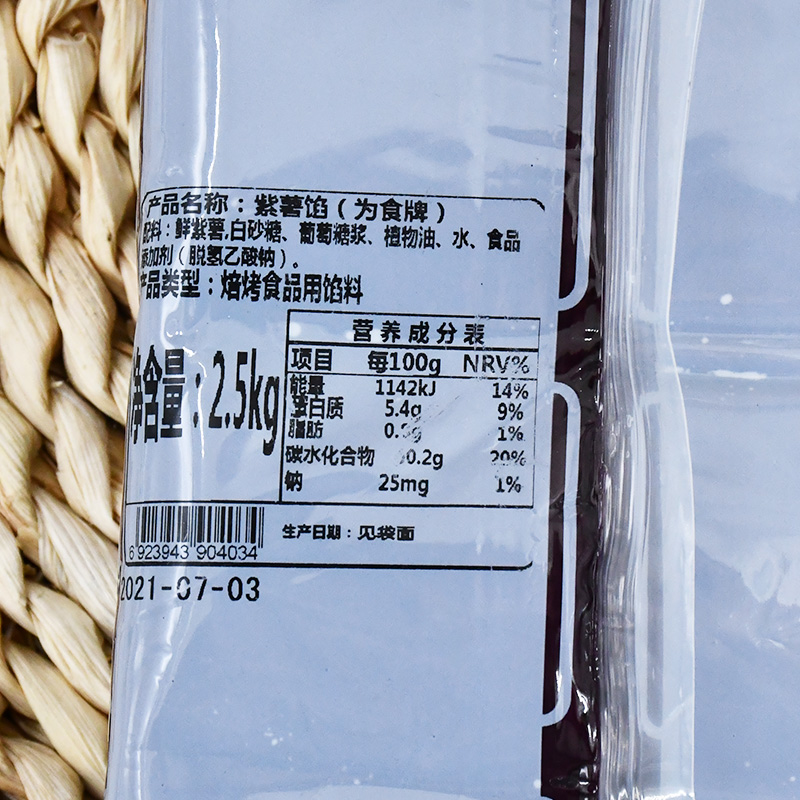 产品名称：紫薯馅（为食牌）
配料：鲜紫薯,白砂糖、葡萄糖浆、植物油、水、食品
添加剂（脱氢乙酸钠）。
产品类型：焙烤食品用馅料
净含量：2.5kg
营养成分表
项目 每100g NRV%
能量 1142kJ 14%
蛋白质 5.4g 9%
脂肪 1%
碳水化合物 20%
钠 25mg 1%
6 923943 904034
生产日期：见袋面
2021-07-03